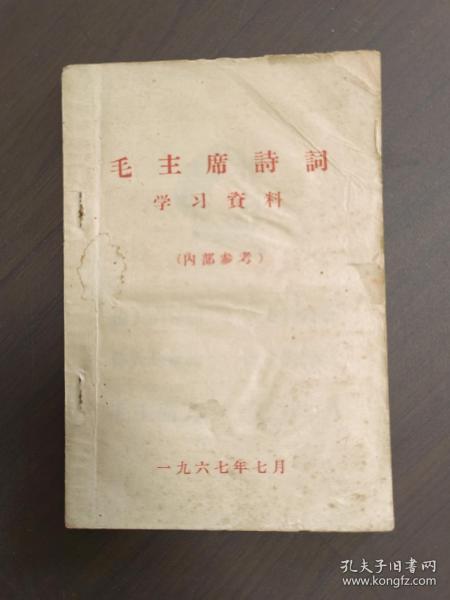 毛主席詩詞
学习資料
(内部参考)
一九六七年七月
孔夫子旧书网
www.kongfz.com